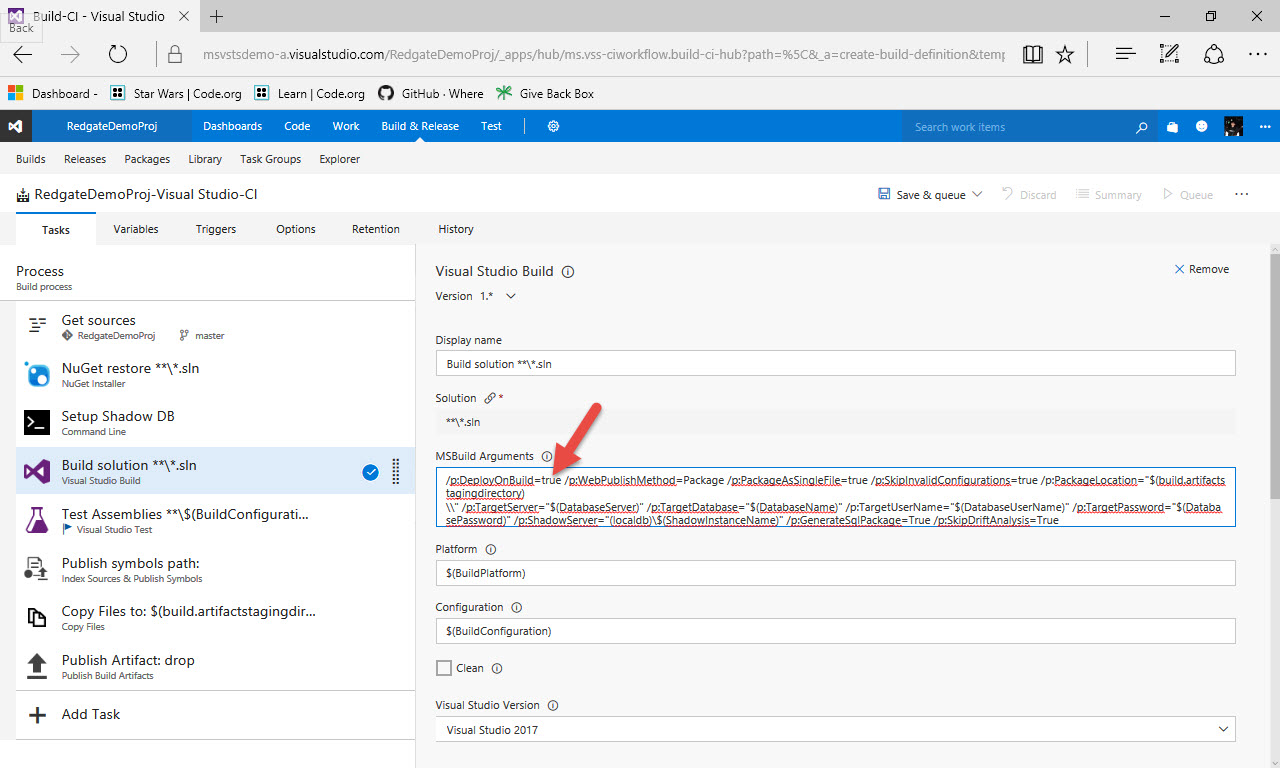 Build-CI - Visual Studio
Back
msvstsdemo-a.visualstudio.com/RedgateDemoProj/_apps/hub/ms.vss-ciworkflow.build-ci-hub?path=%5C&_a=create-build-definition&temp
Dashboard -
Star Wars | Code.org
Learn | Code.org
GitHub · Where
Give Back Box
RedgateDemoProj
Dashboards
Code
Work
Build & Release
Test
Search work items
Builds
Releases
Packages
Library
Task Groups
Explorer
RedgateDemoProj-Visual Studio-CI
Save & queue
Discard
Summary
Queue
Tasks
Variables
Triggers
Options
Retention
History
Process
Build process
Get sources
RedgateDemoProj
master
NuGet restore **\*.sln
NuGet Installer
Setup Shadow DB
Command Line
Build solution **\*.sln
Visual Studio Build
Test Assemblies **\$(BuildConfigurati...
Visual Studio Test
Publish symbols path:
Index Sources & Publish Symbols
Copy Files to: $(build.artifactstagingdir...
Copy Files
Publish Artifact: drop
Publish Build Artifacts
Add Task
Visual Studio Build
Remove
Version 1.*
Display name
Build solution **\*.sln
Solution *
**\*.sln
MSBuild Arguments
/p:DeployOnBuild=true /p:WebPublishMethod=Package /p:PackageAsSingleFile=true /p:SkipInvalidConfigurations=true /p:PackageLocation="$(build.artifacts
tagingdirectory)
\\" /p:TargetServer="$(DatabaseServer)" /p:TargetDatabase="$(DatabaseName)" /p:TargetUserName="$(DatabaseUserName)" /p:TargetPassword="$(Databa
sePassword)" /p:ShadowServer="(localdb)\$(ShadowInstanceName)" /p:GenerateSqlPackage=True /p:SkipDriftAnalysis=True
Platform
$(BuildPlatform)
Configuration
$(BuildConfiguration)
Clean
Visual Studio Version
Visual Studio 2017